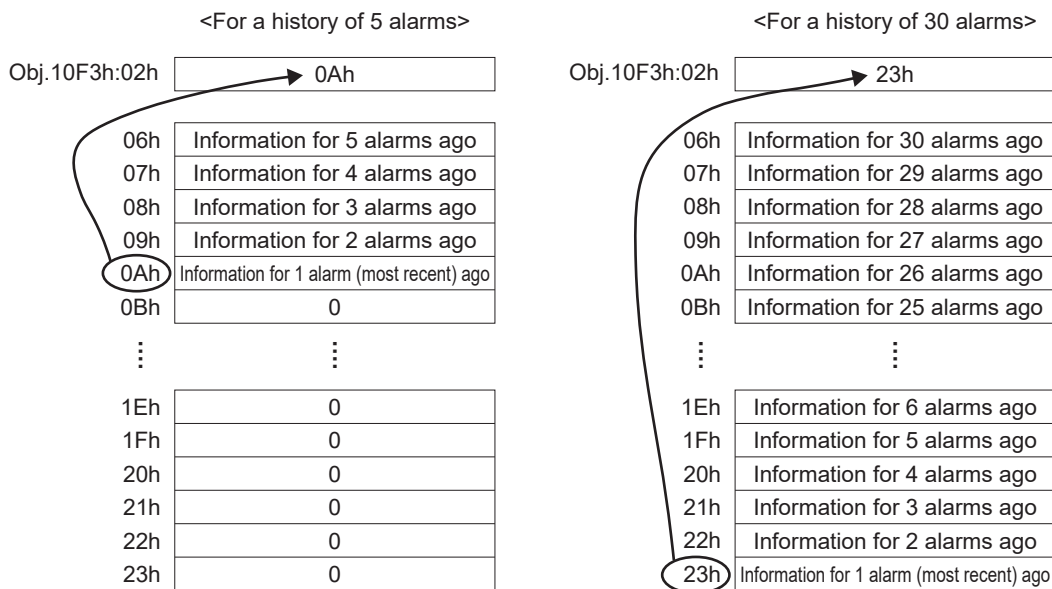 <For a history of 5 alarms>
Obj.10F3h:02h 0Ah
06h Information for 5 alarms ago
07h Information for 4 alarms ago
08h Information for 3 alarms ago
09h Information for 2 alarms ago
0Ah Information for 1 alarm (most recent) ago
0Bh 0
1Eh 0
1Fh 0
20h 0
21h 0
22h 0
23h 0
<For a history of 30 alarms>
Obj.10F3h:02h 23h
06h Information for 30 alarms ago
07h Information for 29 alarms ago
08h Information for 28 alarms ago
09h Information for 27 alarms ago
0Ah Information for 26 alarms ago
0Bh Information for 25 alarms ago
1Eh Information for 6 alarms ago
1Fh Information for 5 alarms ago
20h Information for 4 alarms ago
21h Information for 3 alarms ago
22h Information for 2 alarms ago
23h Information for 1 alarm (most recent) ago